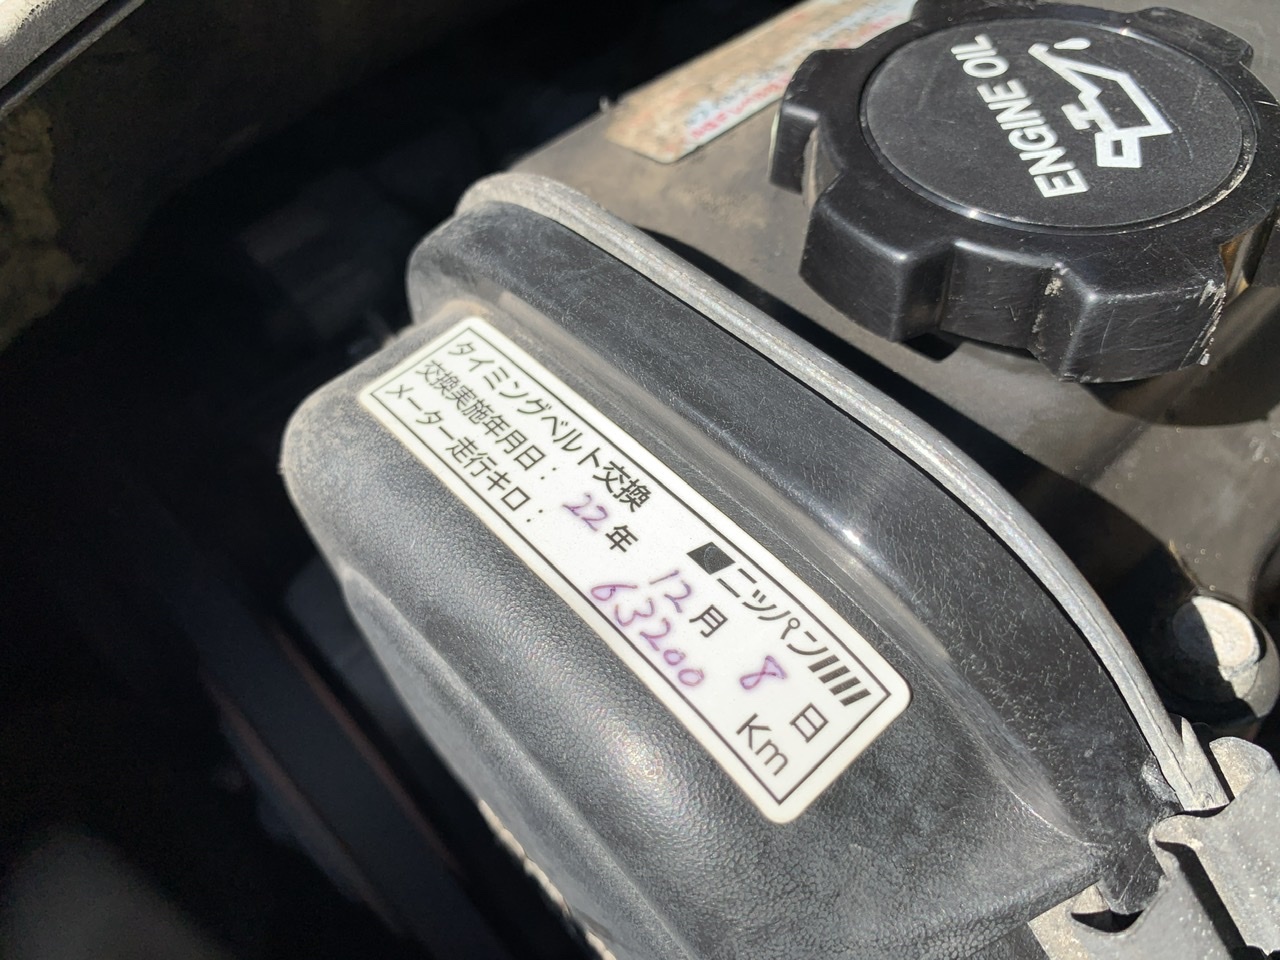 ENGINE OIL
タイミングベルト交換 ニッパン
交換実施年月日： 22年 12月 8日
メーター走行キロ： 63200 Km